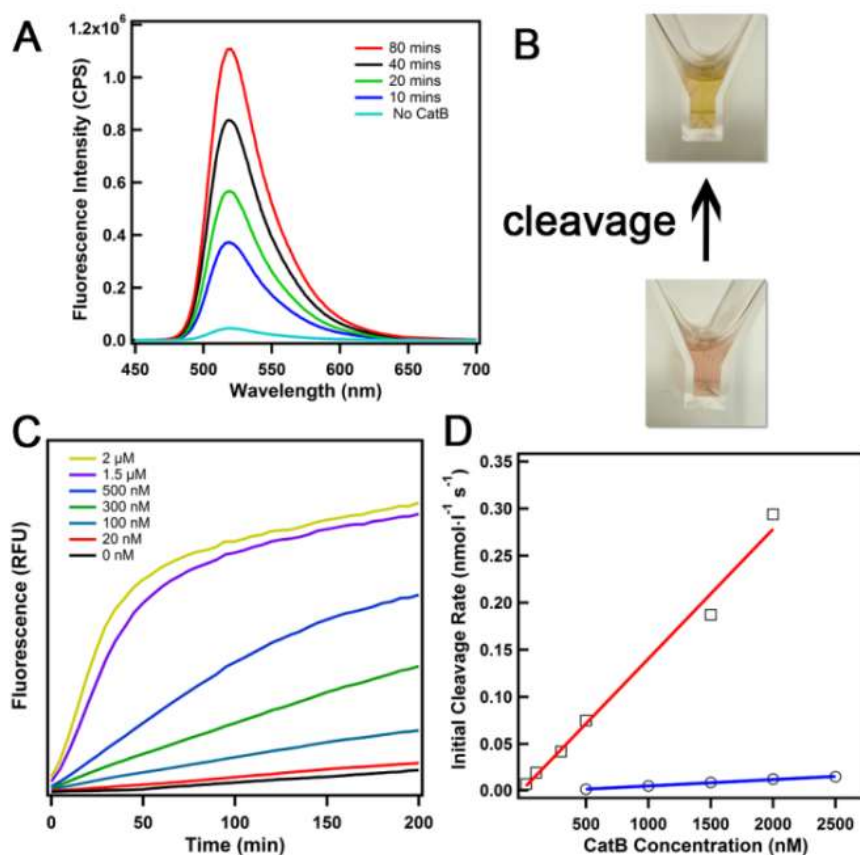 A
1.2x10⁶
1.0
0.8
0.6
0.4
0.2
0.0
Fluorescence Intensity (CPS)
80 mins
40 mins
20 mins
10 mins
No CatB
450 500 550 600 650 700
Wavelength (nm)
B
cleavage
C
2 µM
1.5 µM
500 nM
300 nM
100 nM
20 nM
0 nM
Fluorescence (RFU)
0 50 100 150 200
Time (min)
D
0.35
0.30
0.25
0.20
0.15
0.10
0.05
0.00
Initial Cleavage Rate (nmol·l⁻¹ s⁻¹)
500 1000 1500 2000 2500
CatB Concentration (nM)